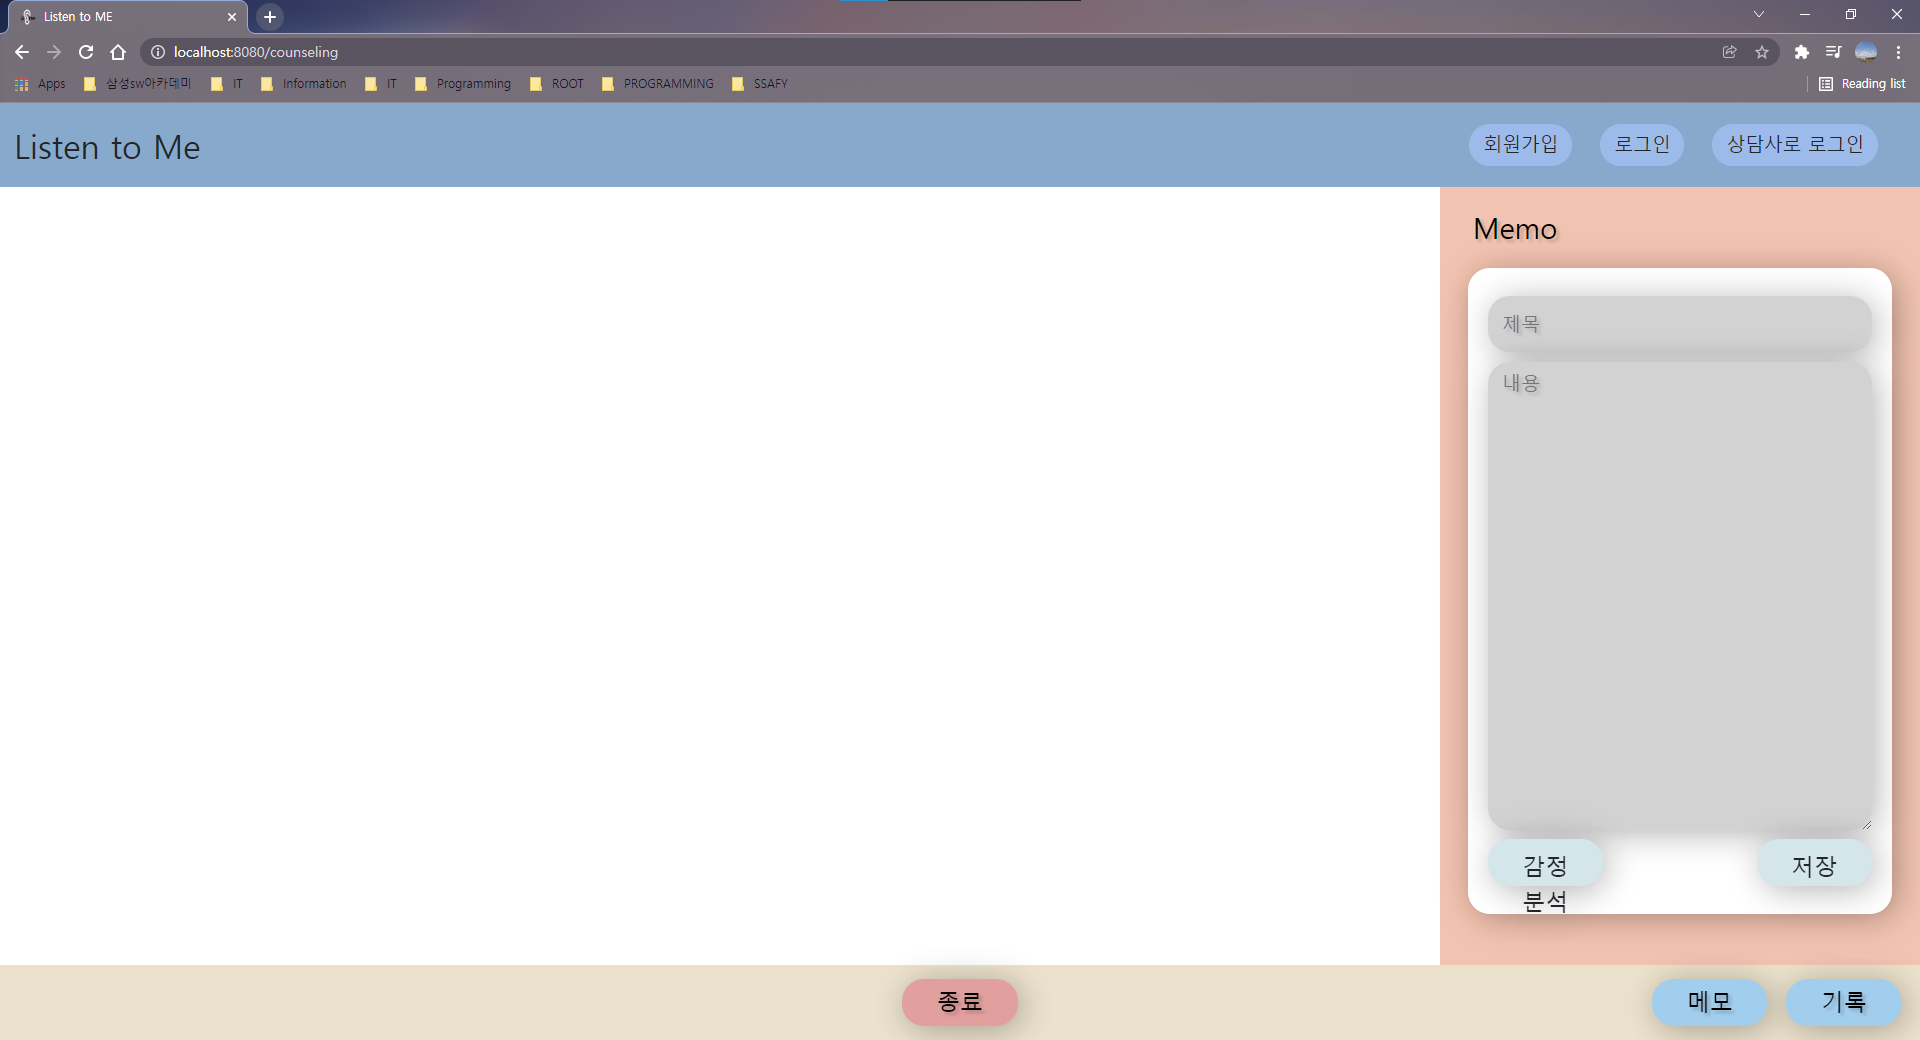 Listen to ME
localhost:8080/counseling
Apps 삼성sw아카데미 IT Information IT Programming ROOT PROGRAMMING SSAFY Reading list
Listen to Me 회원가입 로그인 상담사로 로그인
Memo
제목
내용
감정 저장
분석
종료 메모 기록